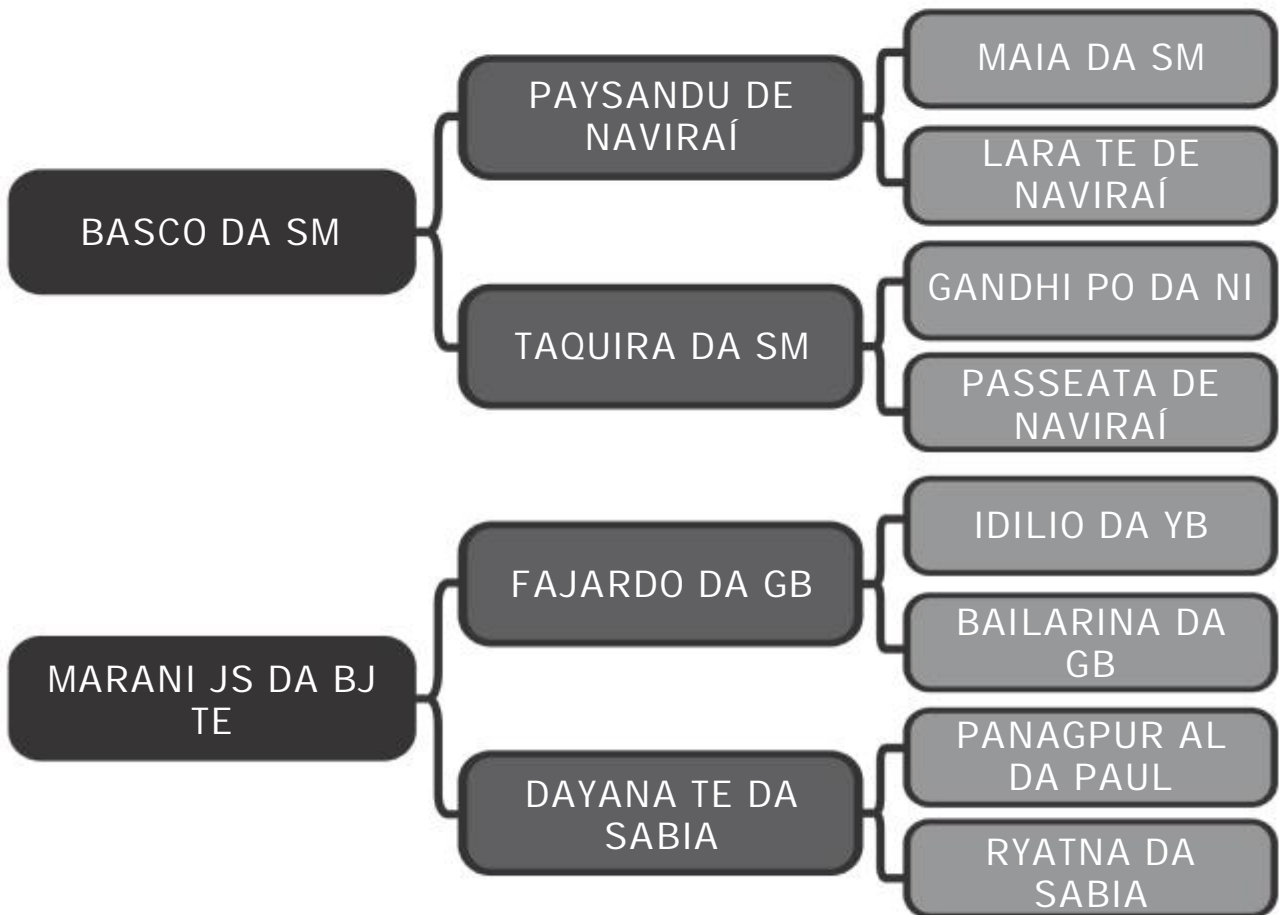 MAIA DA SM
PAYSANDU DE
NAVIRAÍ
LARA TE DE
NAVIRAÍ
BASCO DA SM
GANDHI PO DA NI
TAQUIRA DA SM
PASSEATA DE
NAVIRAÍ
IDILIO DA YB
FAJARDO DA GB
BAILARINA DA
GB
MARANI JS DA BJ
TE
PANAGPUR AL
DA PAUL
DAYANA TE DA
SABIA
RYATNA DA
SABIA